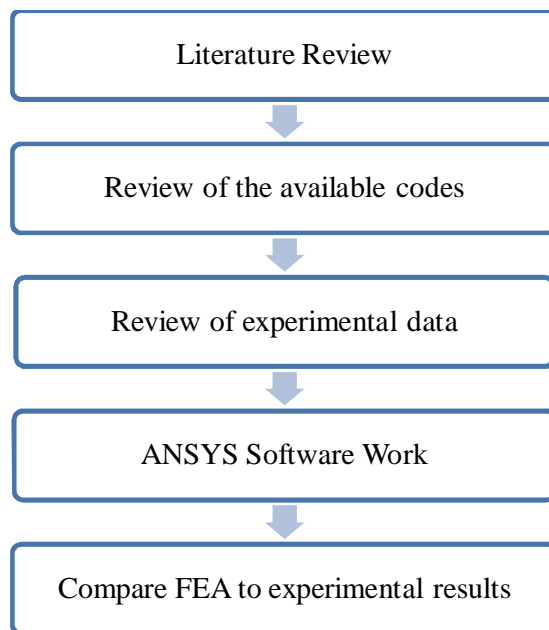 Literature Review
Review of the available codes
Review of experimental data
ANSYS Software Work
Compare FEA to experimental results